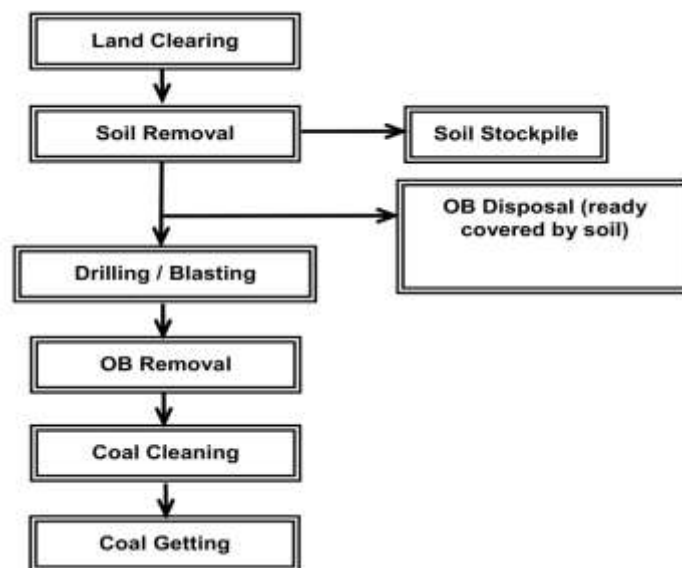 Land Clearing
Soil Removal
Soil Stockpile
OB Disposal (ready
covered by soil)
Drilling / Blasting
OB Removal
Coal Cleaning
Coal Getting